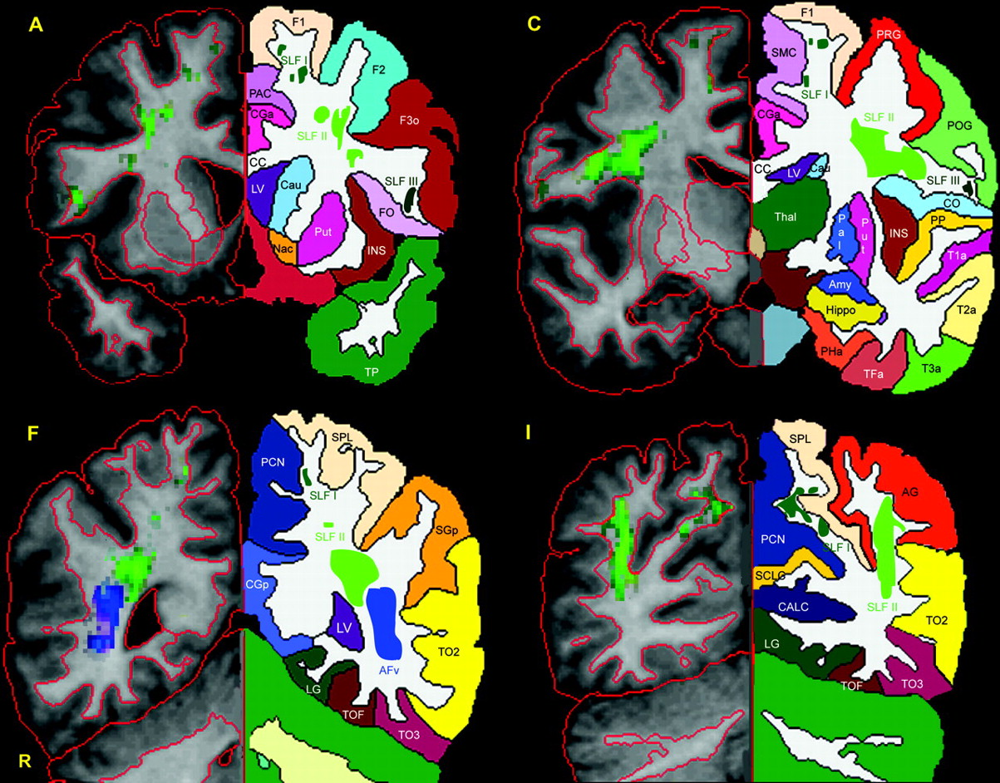 A
F1
SLF I
F2
PAC
CGa
SLF II
F3o
CC
Cau
SLF III
LV
FO
Put
Nac
INS
TP
C
F1
PRG
SMC
SLF I
CGa
SLF II
POG
CC
LV
Cau
SLF III
CO
Thal
Pal
Put
INS
PP
T1a
Amy
Hippo
T2a
PHa
TFa
T3a
F
SPL
PCN
SLF I
SGp
SLF II
CGp
LV
TO2
AFv
LG
TOF
TO3
R
I
SPL
AG
PCN
SLF I
SCLG
CALC
SLF II
TO2
LG
TOF
TO3